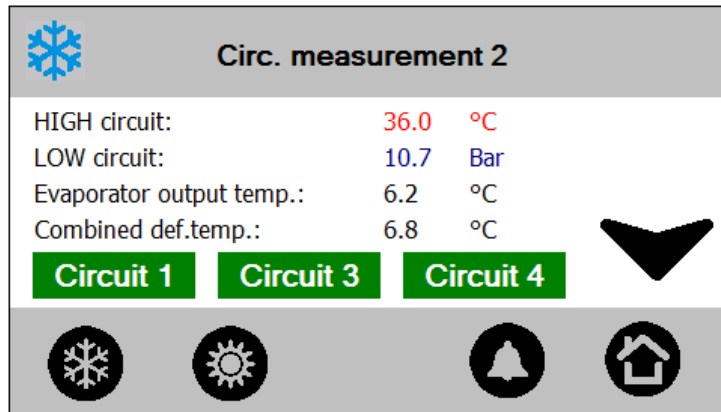 Circ. measurement 2
HIGH circuit: 36.0 °C
LOW circuit: 10.7 Bar
Evaporator output temp.: 6.2 °C
Combined def.temp.: 6.8 °C
Circuit 1 Circuit 3 Circuit 4